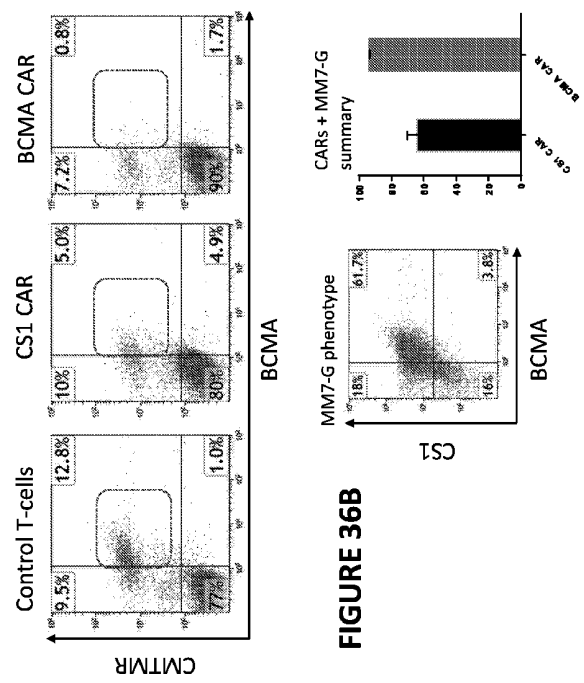 Control T-cells
CS1 CAR
BCMA CAR
9.5%
12.8%
77%
1.0%
10%
5.0%
80%
4.9%
7.2%
0.8%
90%
1.7%
CMTMR
BCMA
FIGURE 36B
MM7-G phenotype
18%
61.7%
16%
3.8%
CS1
BCMA
CARs + MM7-G
summary
100
80
60
40
20
0
CS1 CAR
BCMA CAR